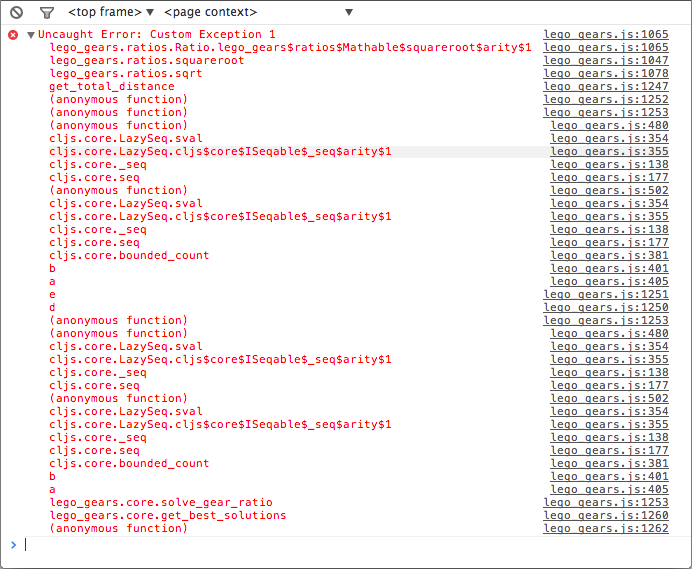 <top frame> ▼ <page context> ▼
▼Uncaught Error: Custom Exception 1 lego_gears.js:1065
lego_gears.ratios.Ratio.lego_gears$ratios$Mathable$squareroot$arity$1 lego_gears.js:1065
lego_gears.ratios.squareroot lego_gears.js:1047
lego_gears.ratios.sqrt lego_gears.js:1078
get_total_distance lego_gears.js:1247
(anonymous function) lego_gears.js:1252
(anonymous function) lego_gears.js:1253
(anonymous function) lego_gears.js:480
cljs.core.LazySeq.sval lego_gears.js:354
cljs.core.LazySeq.cljs$core$ISeqable$_seq$arity$1 lego_gears.js:355
cljs.core._seq lego_gears.js:138
cljs.core.seq lego_gears.js:177
(anonymous function) lego_gears.js:502
cljs.core.LazySeq.sval lego_gears.js:354
cljs.core.LazySeq.cljs$core$ISeqable$_seq$arity$1 lego_gears.js:355
cljs.core._seq lego_gears.js:138
cljs.core.seq lego_gears.js:177
cljs.core.bounded_count lego_gears.js:381
b lego_gears.js:401
a lego_gears.js:405
e lego_gears.js:1251
d lego_gears.js:1250
(anonymous function) lego_gears.js:1253
(anonymous function) lego_gears.js:480
cljs.core.LazySeq.sval lego_gears.js:354
cljs.core.LazySeq.cljs$core$ISeqable$_seq$arity$1 lego_gears.js:355
cljs.core._seq lego_gears.js:138
cljs.core.seq lego_gears.js:177
(anonymous function) lego_gears.js:502
cljs.core.LazySeq.sval lego_gears.js:354
cljs.core.LazySeq.cljs$core$ISeqable$_seq$arity$1 lego_gears.js:355
cljs.core._seq lego_gears.js:138
cljs.core.seq lego_gears.js:177
cljs.core.bounded_count lego_gears.js:381
b lego_gears.js:401
a lego_gears.js:405
lego_gears.core.solve_gear_ratio lego_gears.js:1253
lego_gears.core.get_best_solutions lego_gears.js:1260
(anonymous function) lego_gears.js:1262
>